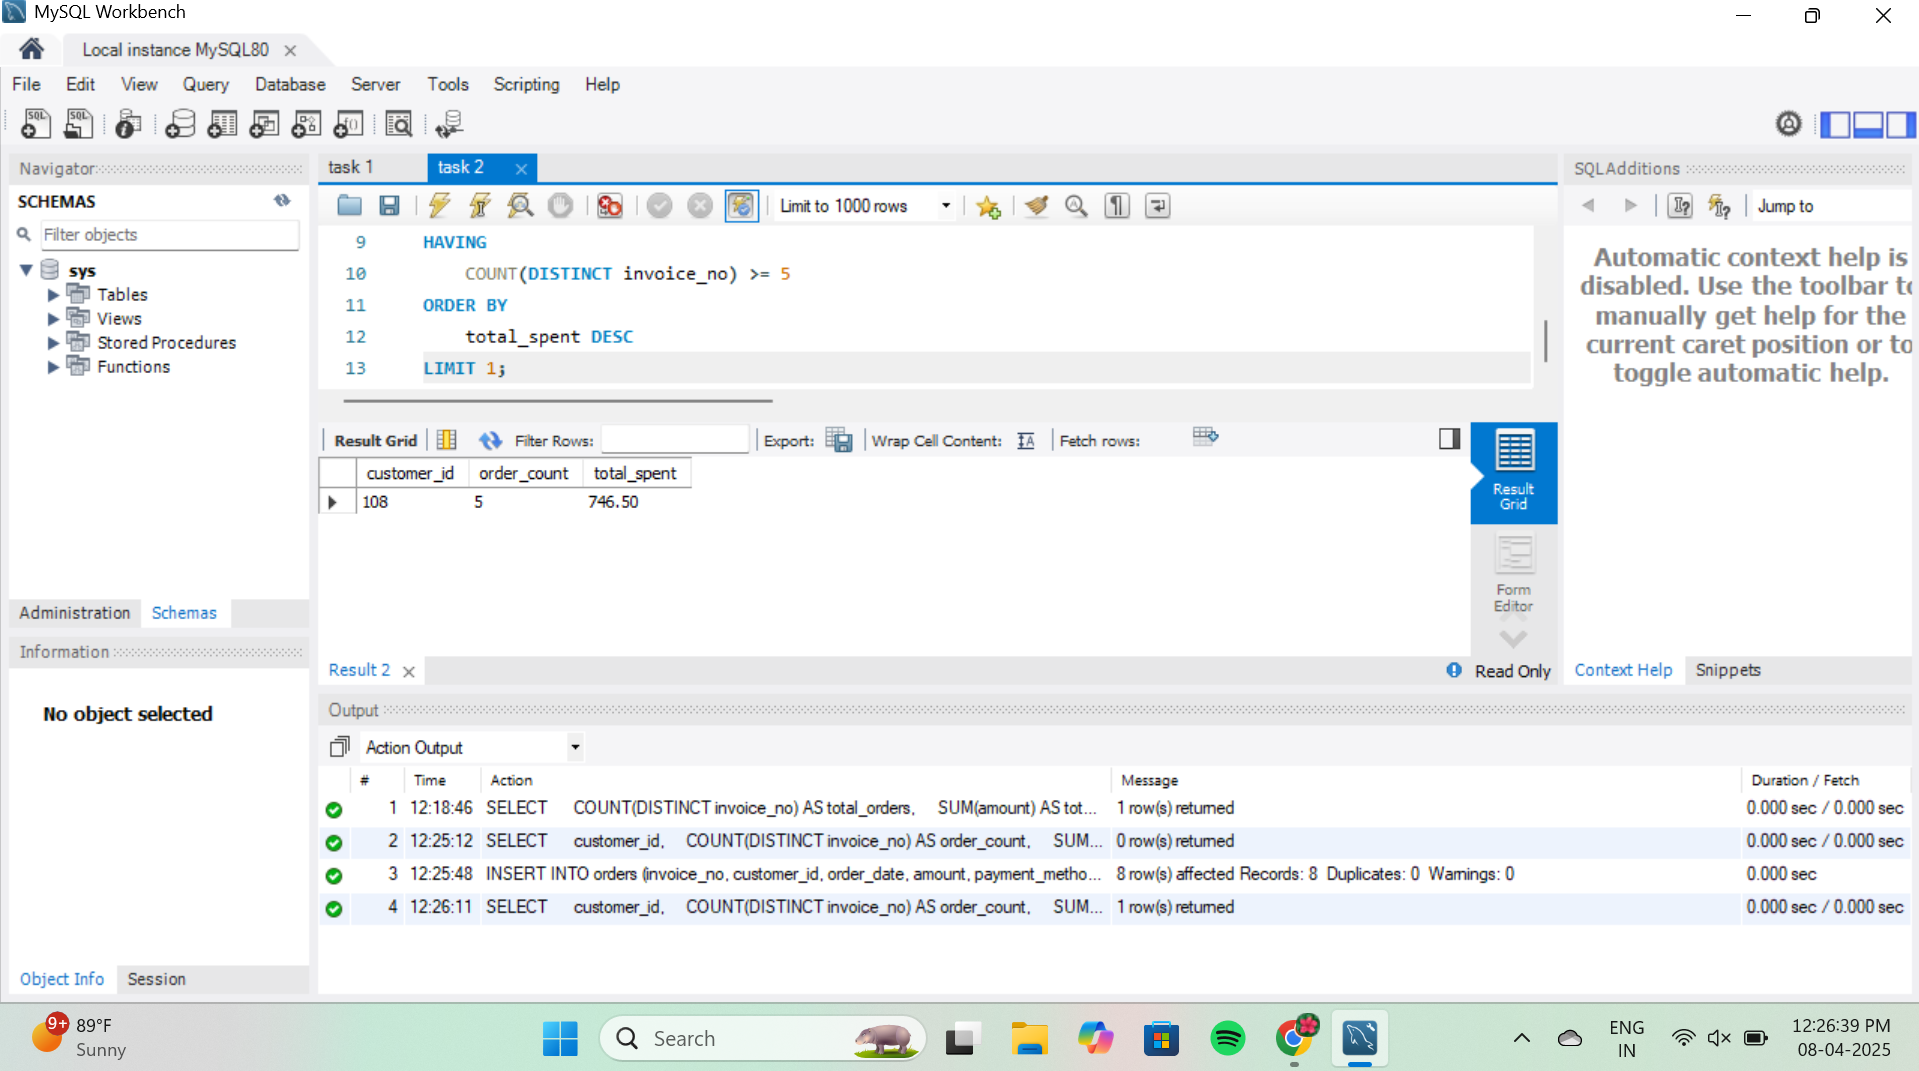 MySQL Workbench
Local instance MySQL80
File Edit View Query Database Server Tools Scripting Help
Navigator
SCHEMAS
Filter objects
sys
Tables
Views
Stored Procedures
Functions
Administration Schemas
Information
No object selected
Object Info Session
task 1 task 2
Limit to 1000 rows
9 HAVING
10 COUNT(DISTINCT invoice_no) >= 5
11 ORDER BY
12 total_spent DESC
13 LIMIT 1;
Result Grid Filter Rows: Export: Wrap Cell Content: Fetch rows:
customer_id order_count total_spent
108 5 746.50
Result Grid
Form Editor
Result 2 Read Only
SQLAdditions
Jump to
Automatic context help is
disabled. Use the toolbar to
manually get help for the
current caret position or to
toggle automatic help.
Context Help Snippets
Output
Action Output
# Time Action Message Duration / Fetch
1 12:18:46 SELECT COUNT(DISTINCT invoice_no) AS total_orders, SUM(amount) AS tot... 1 row(s) returned 0.000 sec / 0.000 sec
2 12:25:12 SELECT customer_id, COUNT(DISTINCT invoice_no) AS order_count, SUM... 0 row(s) returned 0.000 sec / 0.000 sec
3 12:25:48 INSERT INTO orders (invoice_no, customer_id, order_date, amount, payment_metho... 8 row(s) affected Records: 8 Duplicates: 0 Warnings: 0 0.000 sec
4 12:26:11 SELECT customer_id, COUNT(DISTINCT invoice_no) AS order_count, SUM... 1 row(s) returned 0.000 sec / 0.000 sec
9+
89°F
Sunny
Search
ENG
IN
12:26:39 PM
08-04-2025